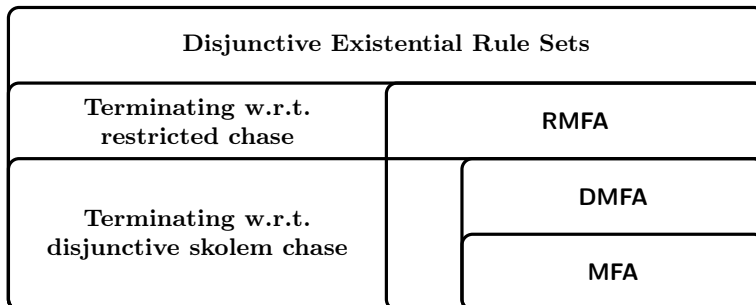 Disjunctive Existential Rule Sets
Terminating w.r.t.
restricted chase
RMFA
Terminating w.r.t.
disjunctive skolem chase
DMFA
MFA